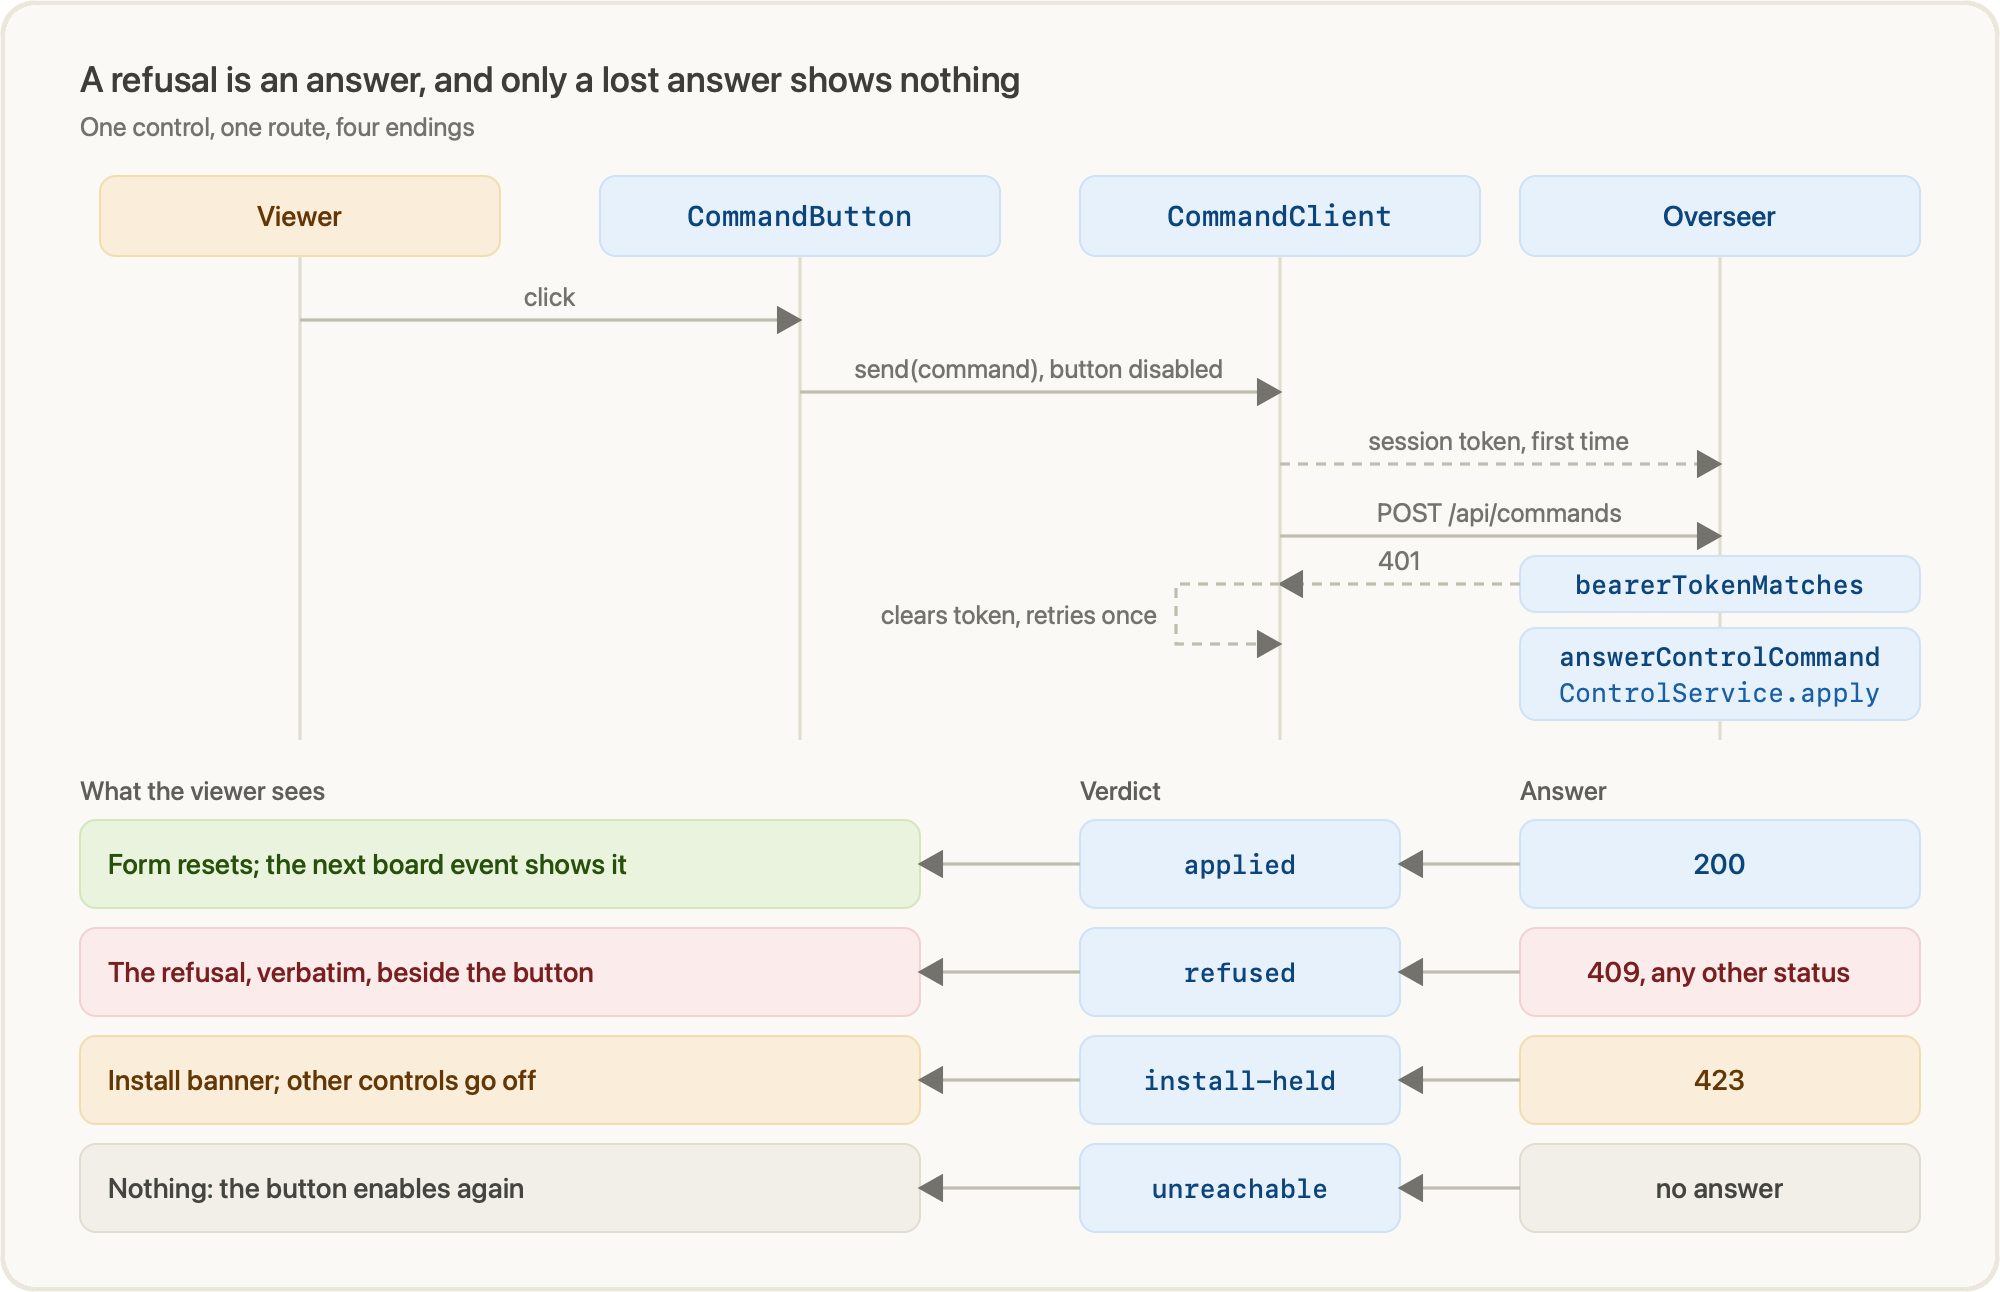 A refusal is an answer, and only a lost answer shows nothing
One control, one route, four endings
Viewer
CommandButton
CommandClient
Overseer
click
send(command), button disabled
session token, first time
POST /api/commands
401
bearerTokenMatches
clears token, retries once
answerControlCommand
ControlService.apply
What the viewer sees
Verdict
Answer
Form resets; the next board event shows it
applied
200
The refusal, verbatim, beside the button
refused
409, any other status
Install banner; other controls go off
install-held
423
Nothing: the button enables again
unreachable
no answer